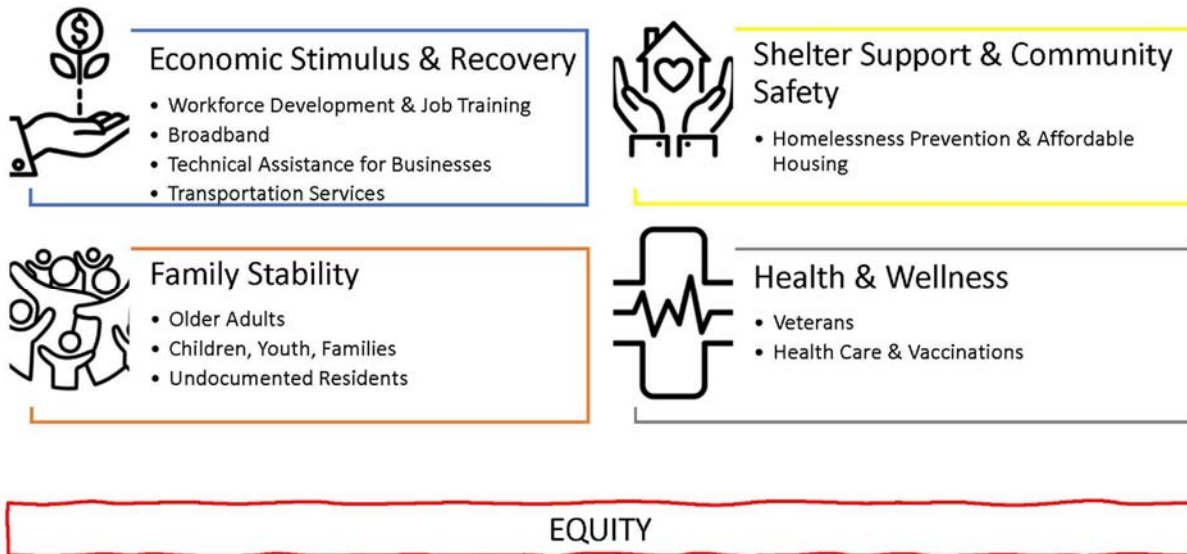 $
Economic Stimulus & Recovery
• Workforce Development & Job Training
• Broadband
• Technical Assistance for Businesses
• Transportation Services
Shelter Support & Community
Safety
• Homelessness Prevention & Affordable
Housing
Family Stability
• Older Adults
• Children, Youth, Families
• Undocumented Residents
Health & Wellness
• Veterans
• Health Care & Vaccinations
EQUITY